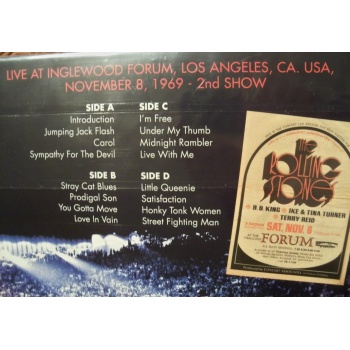 LIVE AT INGLEWOOD FORUM, LOS ANGELES, CA. USA,
NOVEMBER 8, 1969 - 2nd SHOW
SIDE A
Introduction
Jumping Jack Flash
Carol
Sympathy For The Devil
SIDE C
I'm Free
Under My Thumb
Midnight Rambler
Live With Me
SIDE B
Stray Cat Blues
Prodigal Son
You Gotta Move
Love In Vain
SIDE D
Little Queenie
Satisfaction
Honky Tonk Women
Street Fighting Man
THE
ROLLING
STONES
B. B. KING IKE & TINA TURNER
TERRY REID
SAT. NOV. 8
FORUM